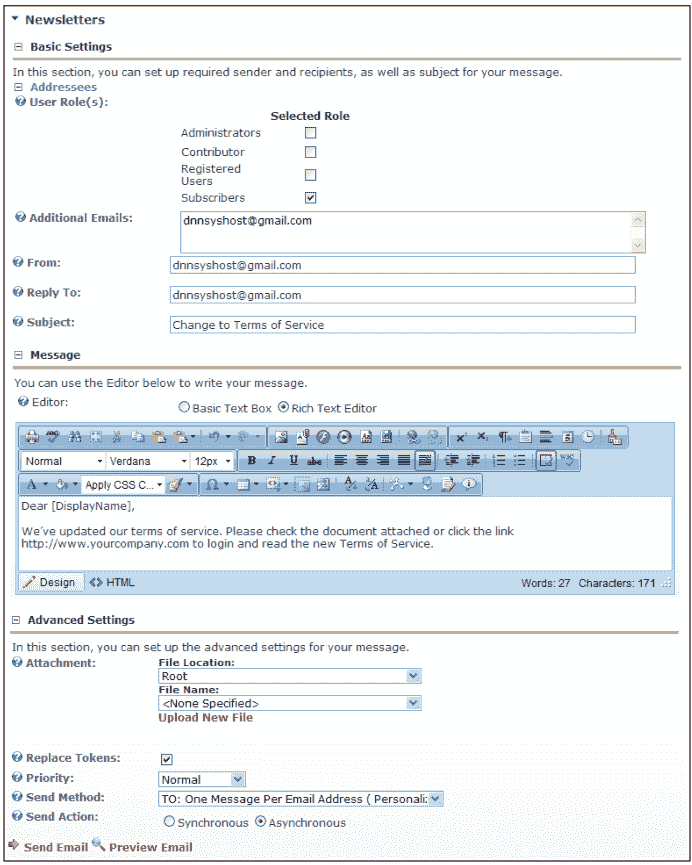 Newsletters
Basic Settings
In this section, you can set up required sender and recipients, as well as subject for your message.
Addressees
User Role(s):
Selected Role
Administrators
Contributor
Registered
Users
Subscribers
Additional Emails:
dnnsyshost@gmail.com
From:
dnnsyshost@gmail.com
Reply To:
dnnsyshost@gmail.com
Subject:
Change to Terms of Service
Message
You can use the Editor below to write your message.
Editor:
Basic Text Box Rich Text Editor
Normal Verdana 12px B I U abc
A Apply CSS C... Ω
Dear [DisplayName],
We've updated our terms of service. Please check the document attached or click the link
http://www.yourcompany.com to login and read the new Terms of Service.
Design HTML Words: 27 Characters: 171
Advanced Settings
In this section, you can set up the advanced settings for your message.
Attachment:
File Location:
Root
File Name:
<None Specified>
Upload New File
Replace Tokens:
Priority:
Normal
Send Method:
TO: One Message Per Email Address ( Personali
Send Action:
Synchronous Asynchronous
Send Email Preview Email